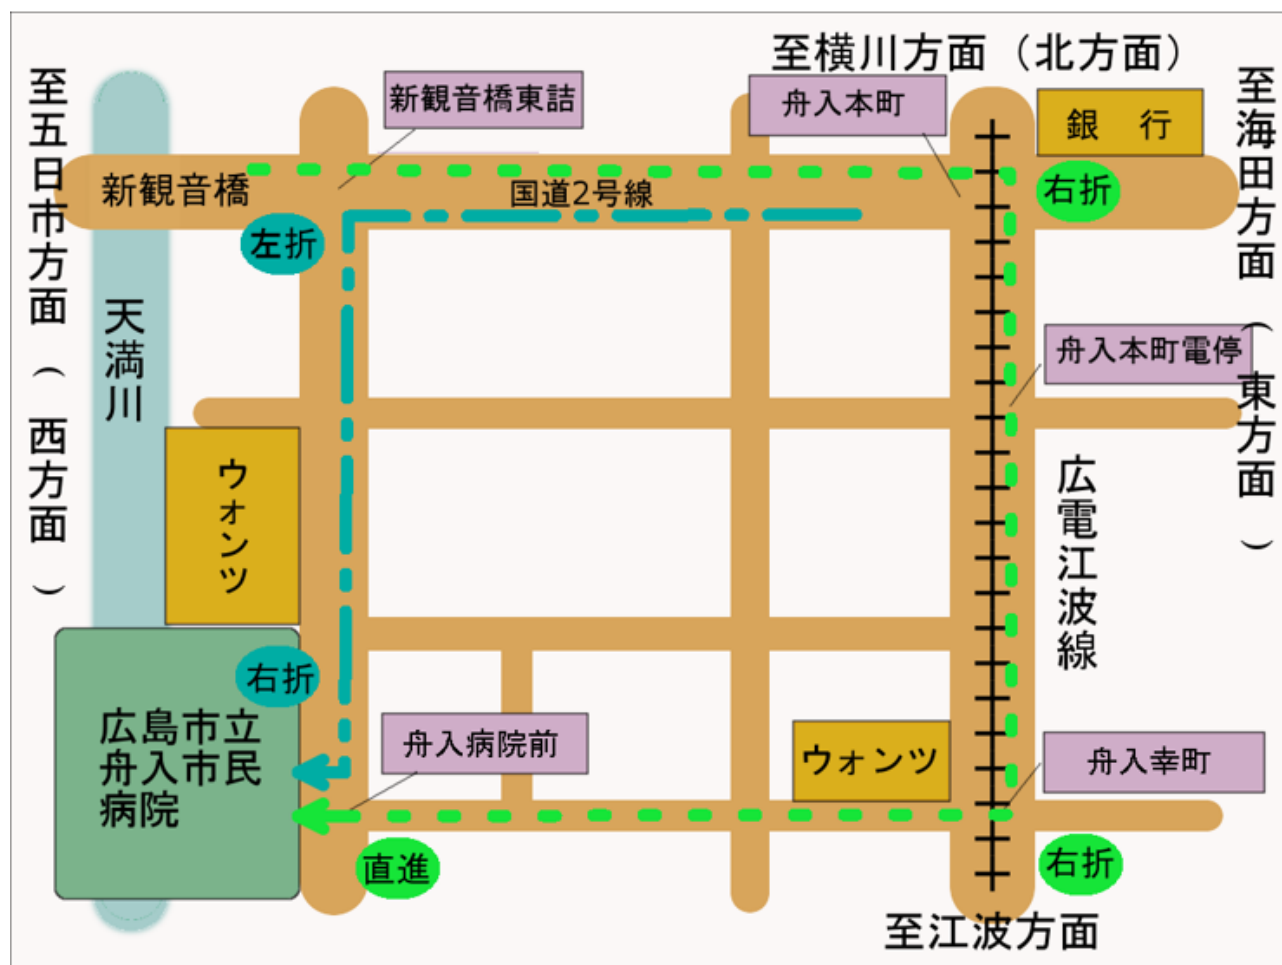 至横川方面（北方面）
至五日市方面（西方面）
至海田方面（東方面）
新観音橋東詰
舟入本町
銀　行
新観音橋
国道2号線
右折
左折
天満川
舟入本町電停
広電江波線
ウォンツ
右折
広島市立
舟入市民
病院
舟入病院前
ウォンツ
舟入幸町
直進
右折
至江波方面